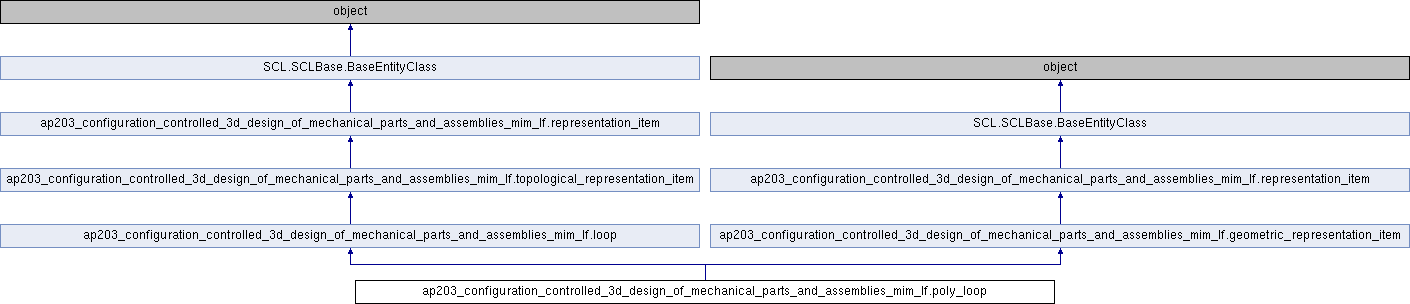 object
SCL.SCLBase.BaseEntityClass
object
ap203_configuration_controlled_3d_design_of_mechanical_parts_and_assemblies_mim_lf.representation_item
SCL.SCLBase.BaseEntityClass
ap203_configuration_controlled_3d_design_of_mechanical_parts_and_assemblies_mim_lf.topological_representation_item
ap203_configuration_controlled_3d_design_of_mechanical_parts_and_assemblies_mim_lf.representation_item
ap203_configuration_controlled_3d_design_of_mechanical_parts_and_assemblies_mim_lf.loop
ap203_configuration_controlled_3d_design_of_mechanical_parts_and_assemblies_mim_lf.geometric_representation_item
ap203_configuration_controlled_3d_design_of_mechanical_parts_and_assemblies_mim_lf.poly_loop